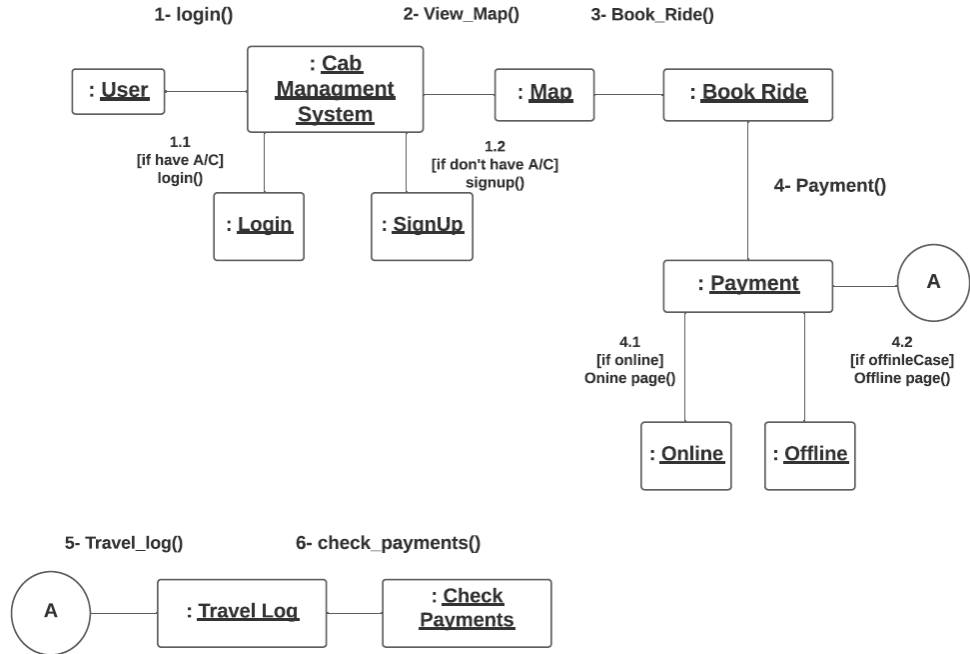 1- login()
2- View_Map()
3- Book_Ride()
: User
: Cab
Managment
System
: Map
: Book Ride
1.1
[if have A/C]
login()
1.2
[if don't have A/C]
signup()
4- Payment()
: Login
: SignUp
: Payment
A
4.1
[if online]
Onine page()
4.2
[if offinleCase]
Offline page()
: Online
: Offline
5- Travel_log()
6- check_payments()
A
: Travel Log
: Check
Payments